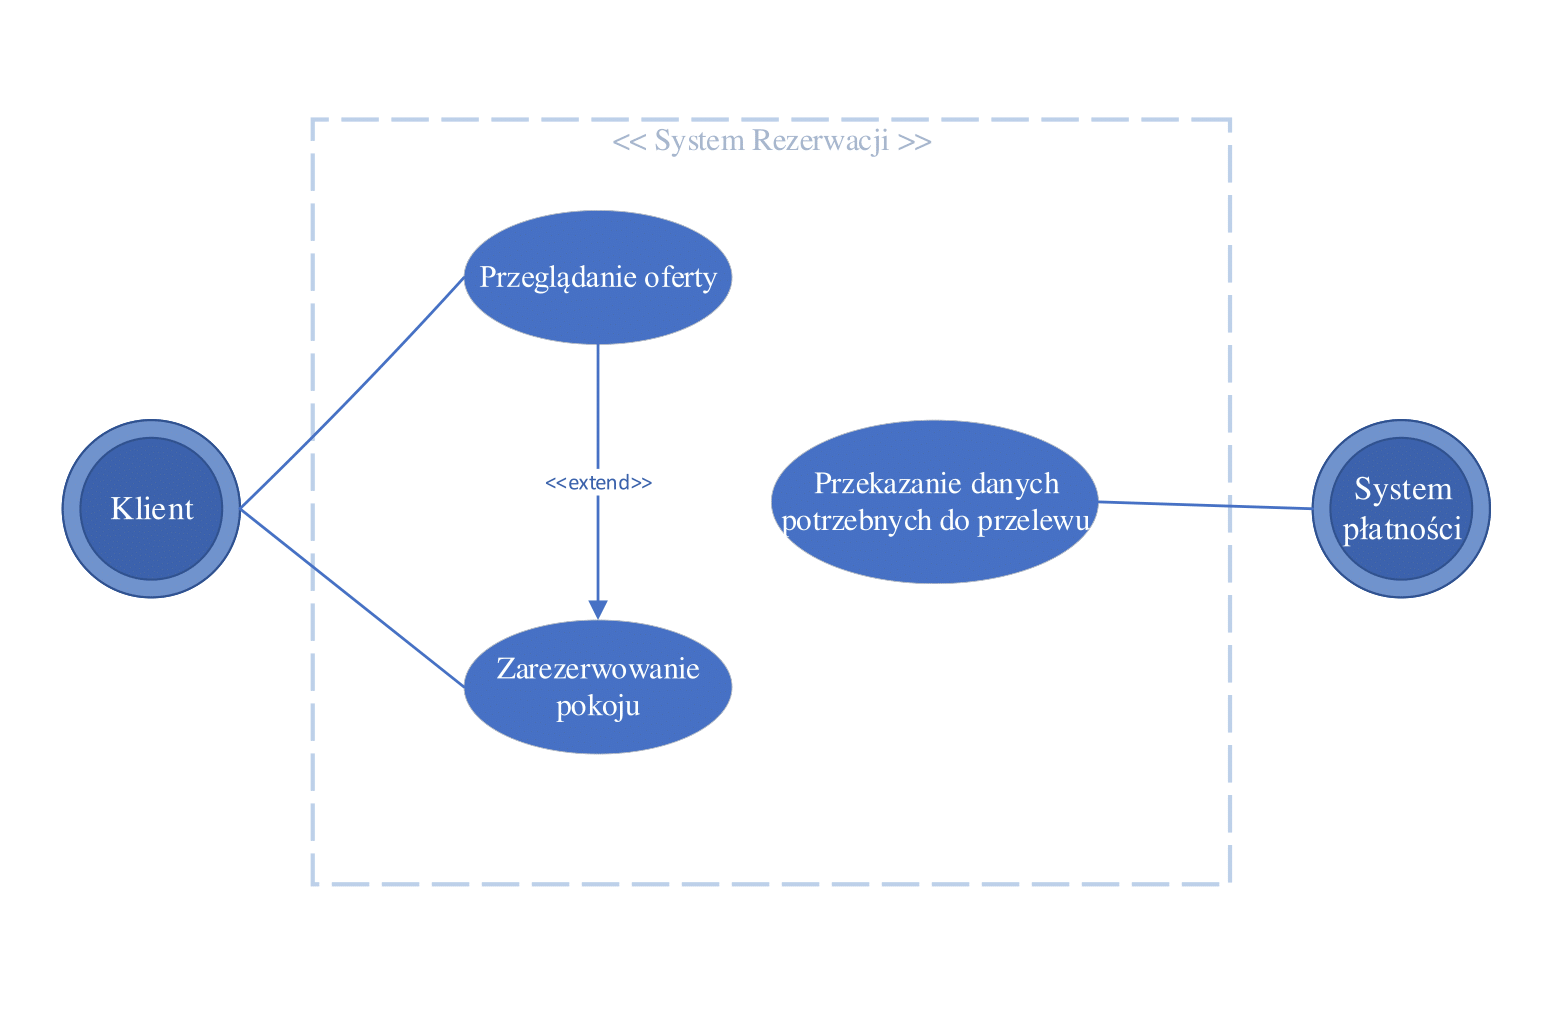 << System Rezerwacji >>
Przeglądanie oferty
<<extend>>
Klient
Przekazanie danych
potrzebnych do przelewu
System
płatności
Zarezerwowanie
pokoju